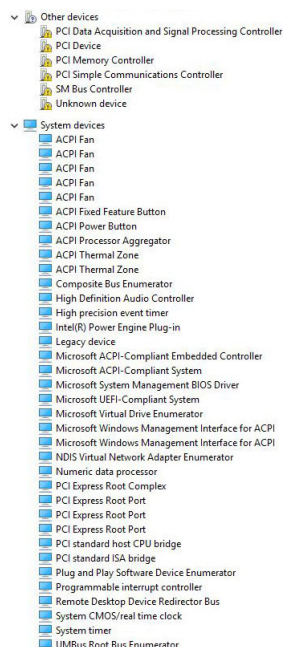 Other devices
PCI Data Acquisition and Signal Processing Controller
PCI Device
PCI Memory Controller
PCI Simple Communications Controller
SM Bus Controller
Unknown device
System devices
ACPI Fan
ACPI Fan
ACPI Fan
ACPI Fan
ACPI Fan
ACPI Fixed Feature Button
ACPI Power Button
ACPI Processor Aggregator
ACPI Thermal Zone
ACPI Thermal Zone
Composite Bus Enumerator
High Definition Audio Controller
High precision event timer
Intel(R) Power Engine Plug-in
Legacy device
Microsoft ACPI-Compliant Embedded Controller
Microsoft ACPI-Compliant System
Microsoft System Management BIOS Driver
Microsoft UEFI-Compliant System
Microsoft Virtual Drive Enumerator
Microsoft Windows Management Interface for ACPI
Microsoft Windows Management Interface for ACPI
NDIS Virtual Network Adapter Enumerator
Numeric data processor
PCI Express Root Complex
PCI Express Root Port
PCI Express Root Port
PCI Express Root Port
PCI standard host CPU bridge
PCI standard ISA bridge
Plug and Play Software Device Enumerator
Programmable interrupt controller
Remote Desktop Device Redirector Bus
System CMOS/real time clock
System timer
UMBus Root Bus Enumerator